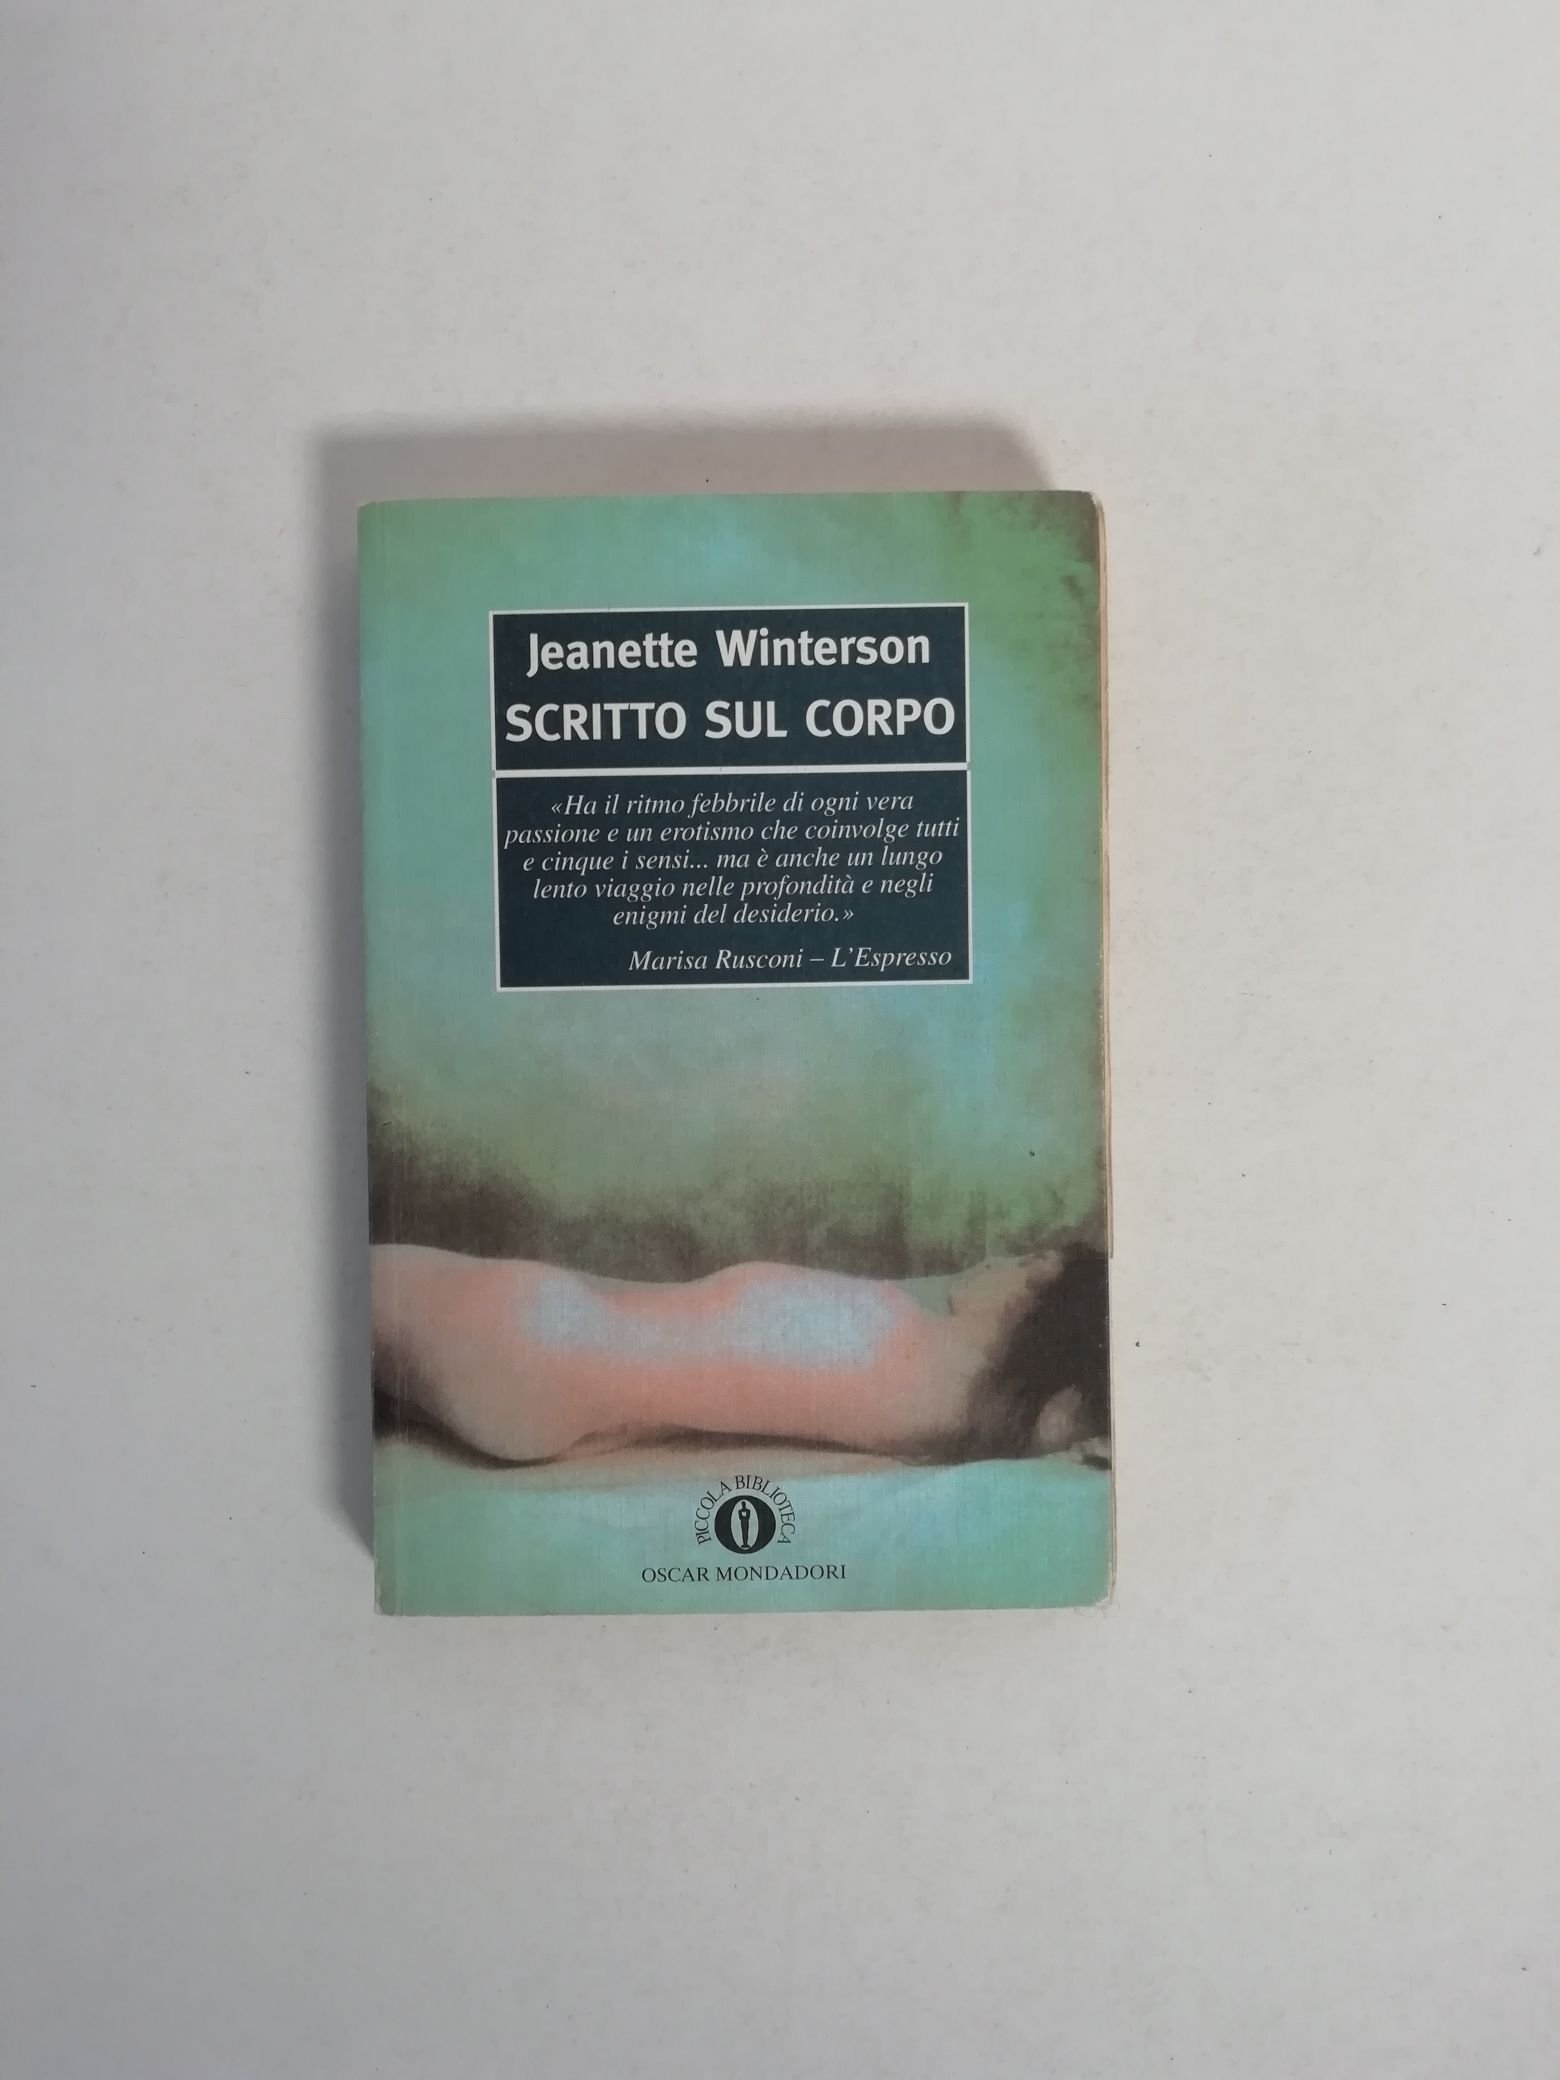 Jeanette Winterson
SCRITTO SUL CORPO
«Ha il ritmo febbrile di ogni vera
passione e un erotismo che coinvolge tutti
e cinque i sensi... ma è anche un lungo
lento viaggio nelle profondità e negli
enigmi del desiderio.»
Marisa Rusconi – L'Espresso
PICCOLA BIBLIOTECA
OSCAR MONDADORI